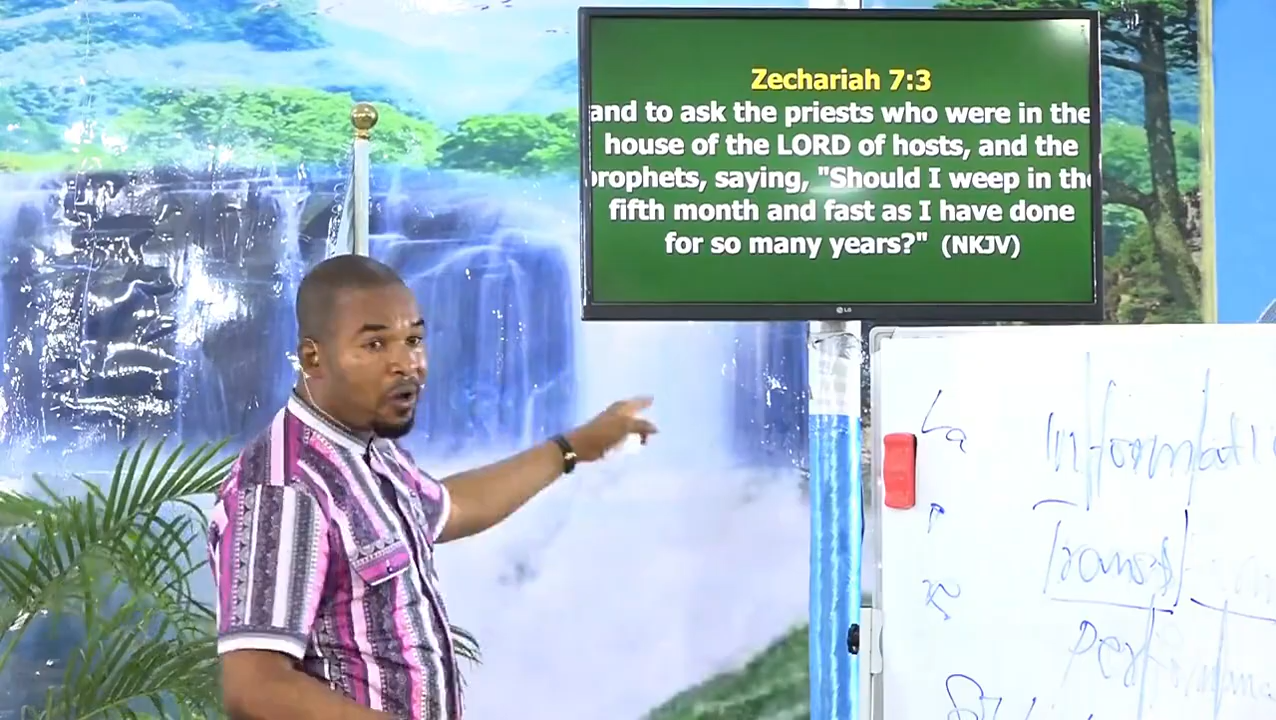 Zechariah 7:3
and to ask the priests who were in the
house of the LORD of hosts, and the
prophets, saying, "Should I weep in the
fifth month and fast as I have done
for so many years?" (NKJV)
LG
La
Informati
P